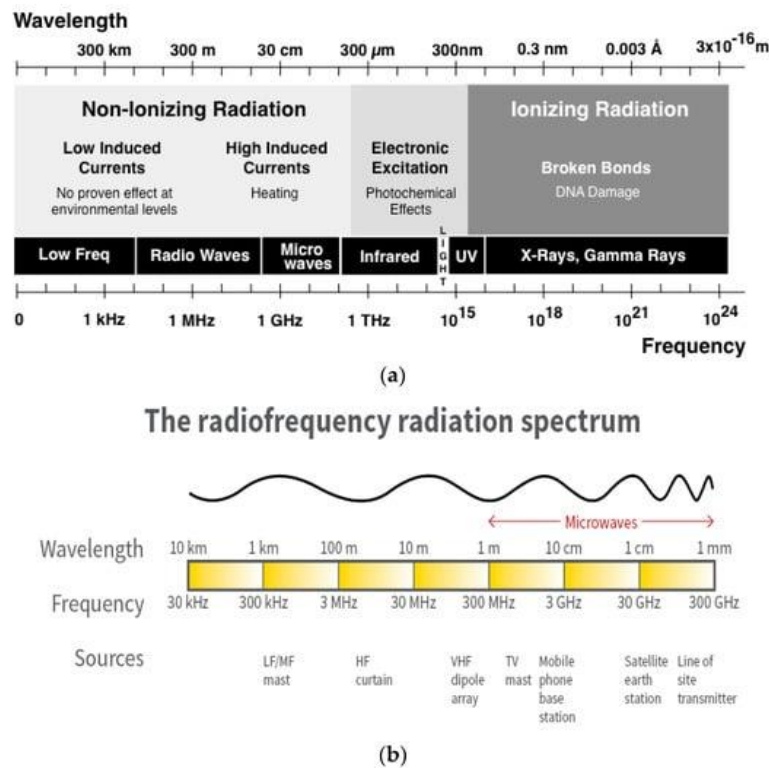 Wavelength
300 km 300 m 30 cm 300 µm 300nm 0.3 nm 0.003 Å 3x10⁻¹⁶m
Non-Ionizing Radiation
Ionizing Radiation
Low Induced
Currents
No proven effect at
environmental levels
High Induced
Currents
Heating
Electronic
Excitation
Photochemical
Effects
Broken Bonds
DNA Damage
Low Freq
Radio Waves
Micro
waves
Infrared
LIGHT
UV
X-Rays, Gamma Rays
0 1 kHz 1 MHz 1 GHz 1 THz 10¹⁵ 10¹⁸ 10²¹ 10²⁴
Frequency
(a)
The radiofrequency radiation spectrum
Microwaves
Wavelength 10 km 1 km 100 m 10 m 1 m 10 cm 1 cm 1 mm
Frequency 30 kHz 300 kHz 3 MHz 30 MHz 300 MHz 3 GHz 30 GHz 300 GHz
Sources
LF/MF
mast
HF
curtain
VHF
dipole
array
TV
mast
Mobile
phone
base
station
Satellite
earth
station
Line of
site
transmitter
(b)